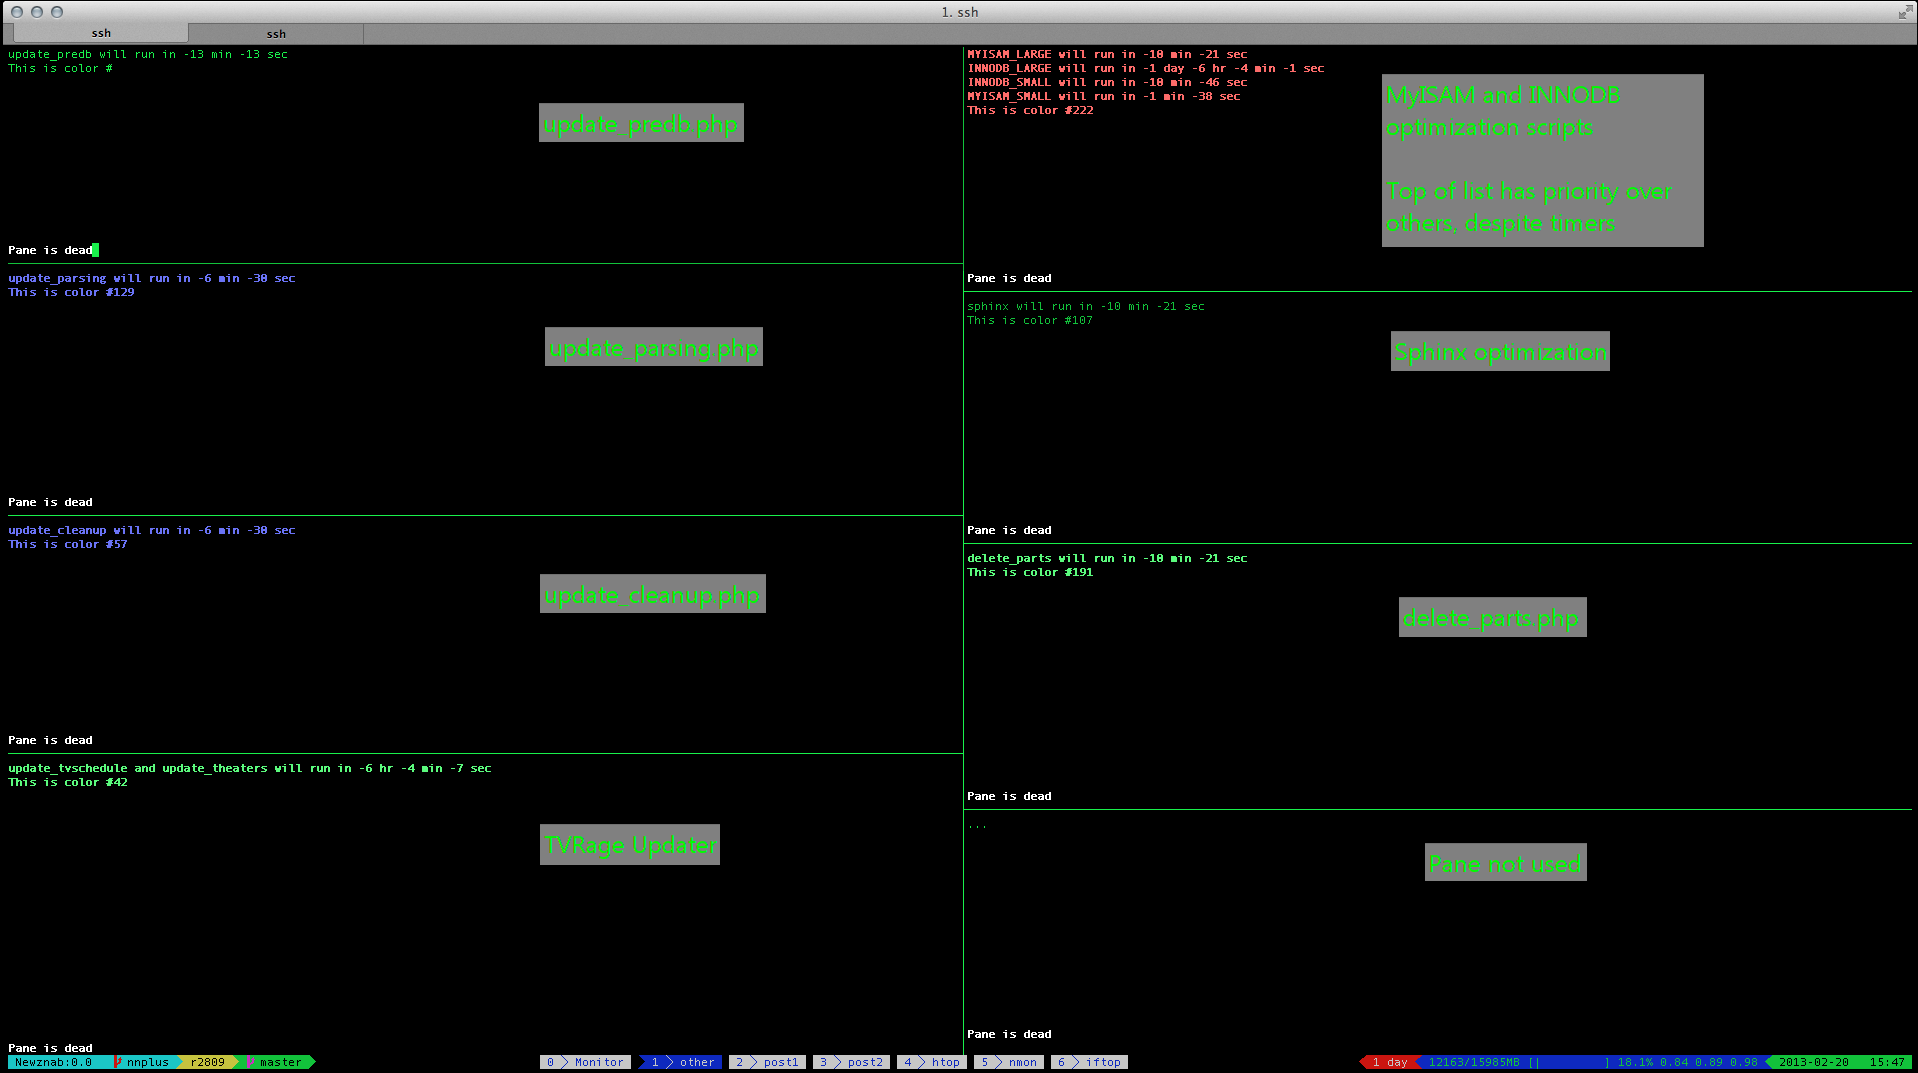 1. ssh
ssh
ssh
update_predb will run in -13 min -13 sec
This is color #
update_predb.php
Pane is dead
update_parsing will run in -6 min -30 sec
This is color #129
update_parsing.php
Pane is dead
update_cleanup will run in -6 min -30 sec
This is color #57
update_cleanup.php
Pane is dead
update_tvschedule and update_theaters will run in -6 hr -4 min -7 sec
This is color #42
TVRage Updater
Pane is dead
MYISAM_LARGE will run in -10 min -21 sec
INNODB_LARGE will run in -1 day -6 hr -4 min -1 sec
INNODB_SMALL will run in -10 min -46 sec
MYISAM_SMALL will run in -1 min -38 sec
This is color #222
MyISAM and INNODB
optimization scripts
Top of list has priority over
others, despite timers
Pane is dead
sphinx will run in -10 min -21 sec
This is color #107
Sphinx optimization
Pane is dead
delete_parts will run in -10 min -21 sec
This is color #191
delete_parts.php
Pane is dead
...
Pane not used
Pane is dead
Newznab:0.0 nnplus r2809 master 0 Monitor 1 other 2 post1 3 post2 4 htop 5 nmon 6 iftop 1 day 12163/15985MB [| ] 18.1% 0.84 0.89 0.98 2013-02-20 15:47